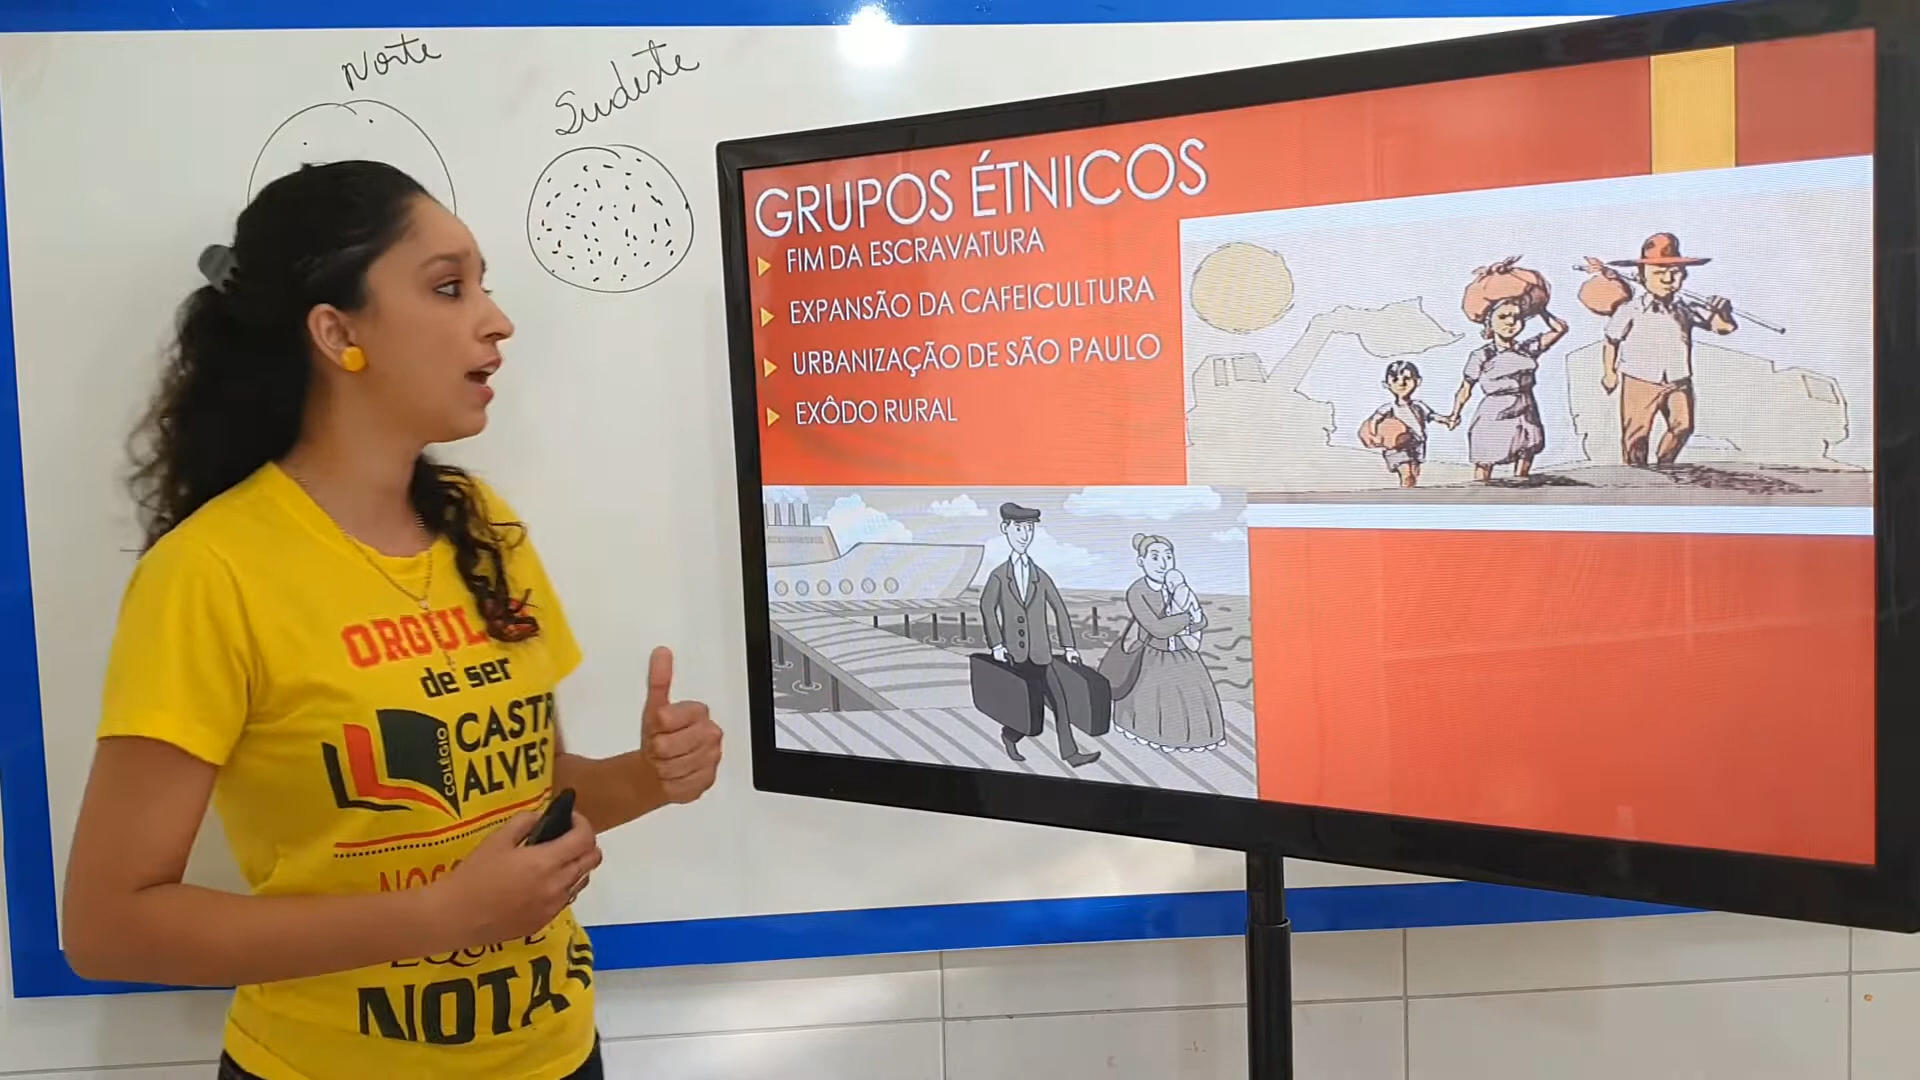 Norte
Sudeste
GRUPOS ÉTNICOS
FIM DA ESCRAVATURA
EXPANSÃO DA CAFEICULTURA
URBANIZAÇÃO DE SÃO PAULO
EXÔDO RURAL
de ser
COLÉGIO
CASTR
ALVES
NOTA